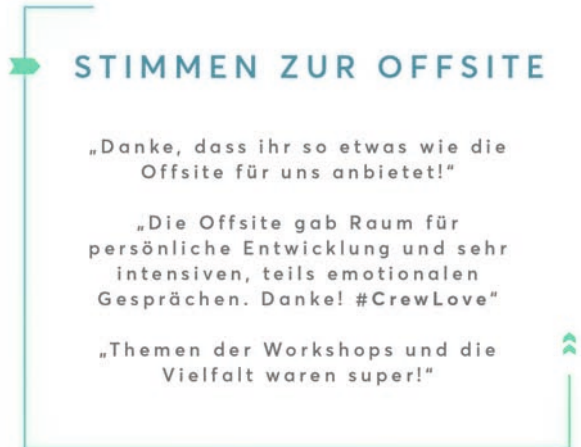 STIMMEN ZUR OFFSITE
„Danke, dass ihr so etwas wie die
Offsite für uns anbietet!“
„Die Offsite gab Raum für
persönliche Entwicklung und sehr
intensiven, teils emotionalen
Gesprächen. Danke! #CrewLove“
„Themen der Workshops und die
Vielfalt waren super!“